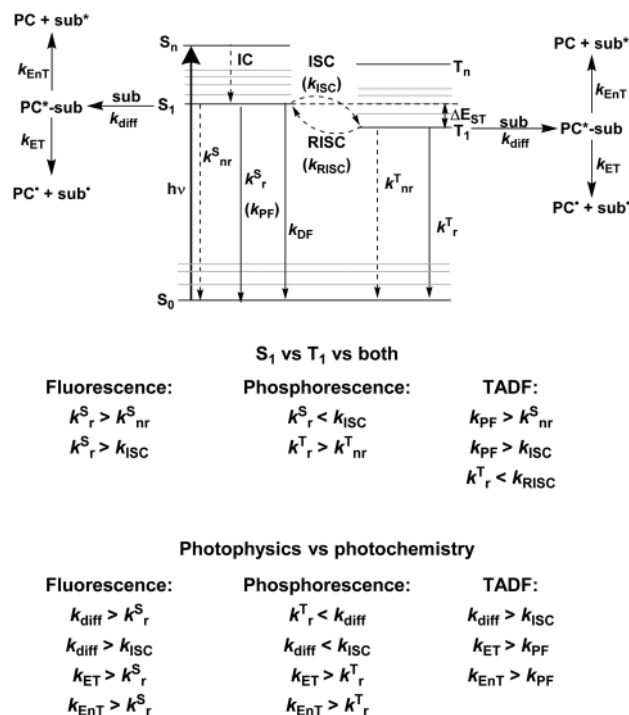 PC + sub*
k_EnT
PC*-sub
k_ET
PC• + sub•
sub
k_diff
S_n
IC
S_1
hν
k^S_nr
k^S_r
(k_PF)
k_DF
S_0
ISC
(k_ISC)
RISC
(k_RISC)
T_n
ΔE_ST
T_1
k^T_nr
k^T_r
sub
k_diff
PC + sub*
k_EnT
PC*-sub
k_ET
PC• + sub•
S_1 vs T_1 vs both
Fluorescence: Phosphorescence: TADF:
k^S_r > k^S_nr k^S_r < k_ISC k_PF > k^S_nr
k^S_r > k_ISC k^T_r > k^T_nr k_PF > k_ISC
k^T_r < k_RISC
Photophysics vs photochemistry
Fluorescence: Phosphorescence: TADF:
k_diff > k^S_r k^T_r < k_diff k_diff > k_ISC
k_diff > k_ISC k_diff < k_ISC k_ET > k_PF
k_ET > k^S_r k_ET > k^T_r k_EnT > k_PF
k_EnT > k^S_r k_EnT > k^T_r